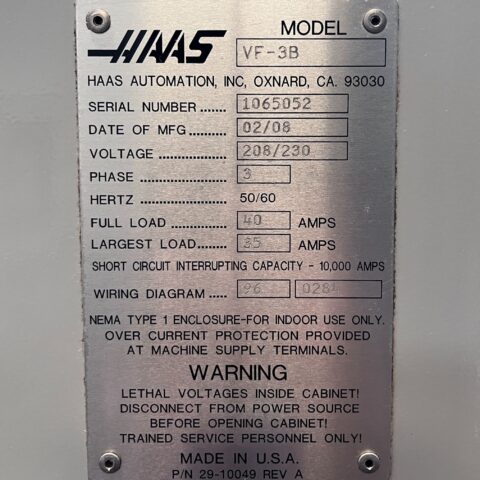 HAAS MODEL VF-3B
HAAS AUTOMATION, INC, OXNARD, CA. 93030
SERIAL NUMBER ....... 1065052
DATE OF MFG .......... 02/08
VOLTAGE ................... 208/230
PHASE ....................... 3
HERTZ ....................... 50/60
FULL LOAD ............... 40 AMPS
LARGEST LOAD........ 35 AMPS
SHORT CIRCUIT INTERRUPTING CAPACITY - 10,000 AMPS
WIRING DIAGRAM ..... 96
NEMA TYPE 1 ENCLOSURE-FOR INDOOR USE ONLY.
OVER CURRENT PROTECTION PROVIDED
AT MACHINE SUPPLY TERMINALS.
WARNING
LETHAL VOLTAGES INSIDE CABINET!
DISCONNECT FROM POWER SOURCE
BEFORE OPENING CABINET!
TRAINED SERVICE PERSONNEL ONLY!
MADE IN U.S.A.
P/N 29-10049 REV A